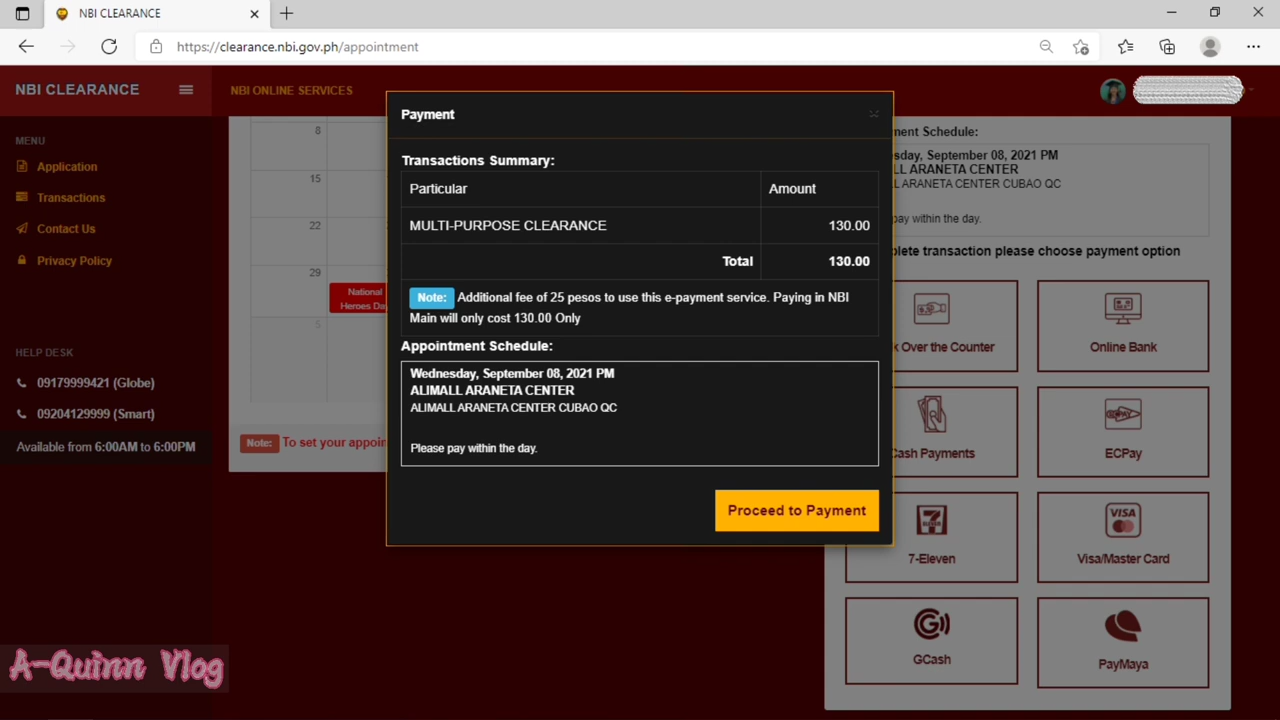 NBI CLEARANCE
https://clearance.nbi.gov.ph/appointment
NBI CLEARANCE
NBI ONLINE SERVICES
MENU
Application
Transactions
Contact Us
Privacy Policy
HELP DESK
09179999421 (Globe)
09204129999 (Smart)
Available from 6:00AM to 6:00PM
8
15
22
29
National
Heroes Da
5
Note: To set your appoin
Payment
Transactions Summary:
Particular Amount
MULTI-PURPOSE CLEARANCE 130.00
Total 130.00
Note: Additional fee of 25 pesos to use this e-payment service. Paying in NBI
Main will only cost 130.00 Only
Appointment Schedule:
Wednesday, September 08, 2021 PM
ALIMALL ARANETA CENTER
ALIMALL ARANETA CENTER CUBAO QC
Please pay within the day.
Proceed to Payment
ment Schedule:
sday, September 08, 2021 PM
LL ARANETA CENTER
L ARANETA CENTER CUBAO QC
pay within the day.
lete transaction please choose payment option
k Over the Counter
Online Bank
Cash Payments
ECPay
7-Eleven
VISA
Visa/Master Card
GCash
PayMaya
A-Quinn Vlog